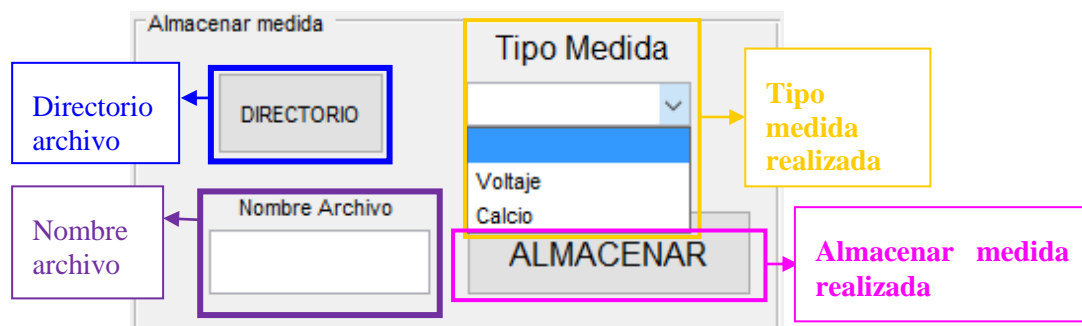 Almacenar medida
Tipo Medida
Directorio
archivo
DIRECTORIO
Tipo
medida
realizada
Voltaje
Calcio
Nombre
archivo
Nombre Archivo
ALMACENAR
Almacenar medida
realizada